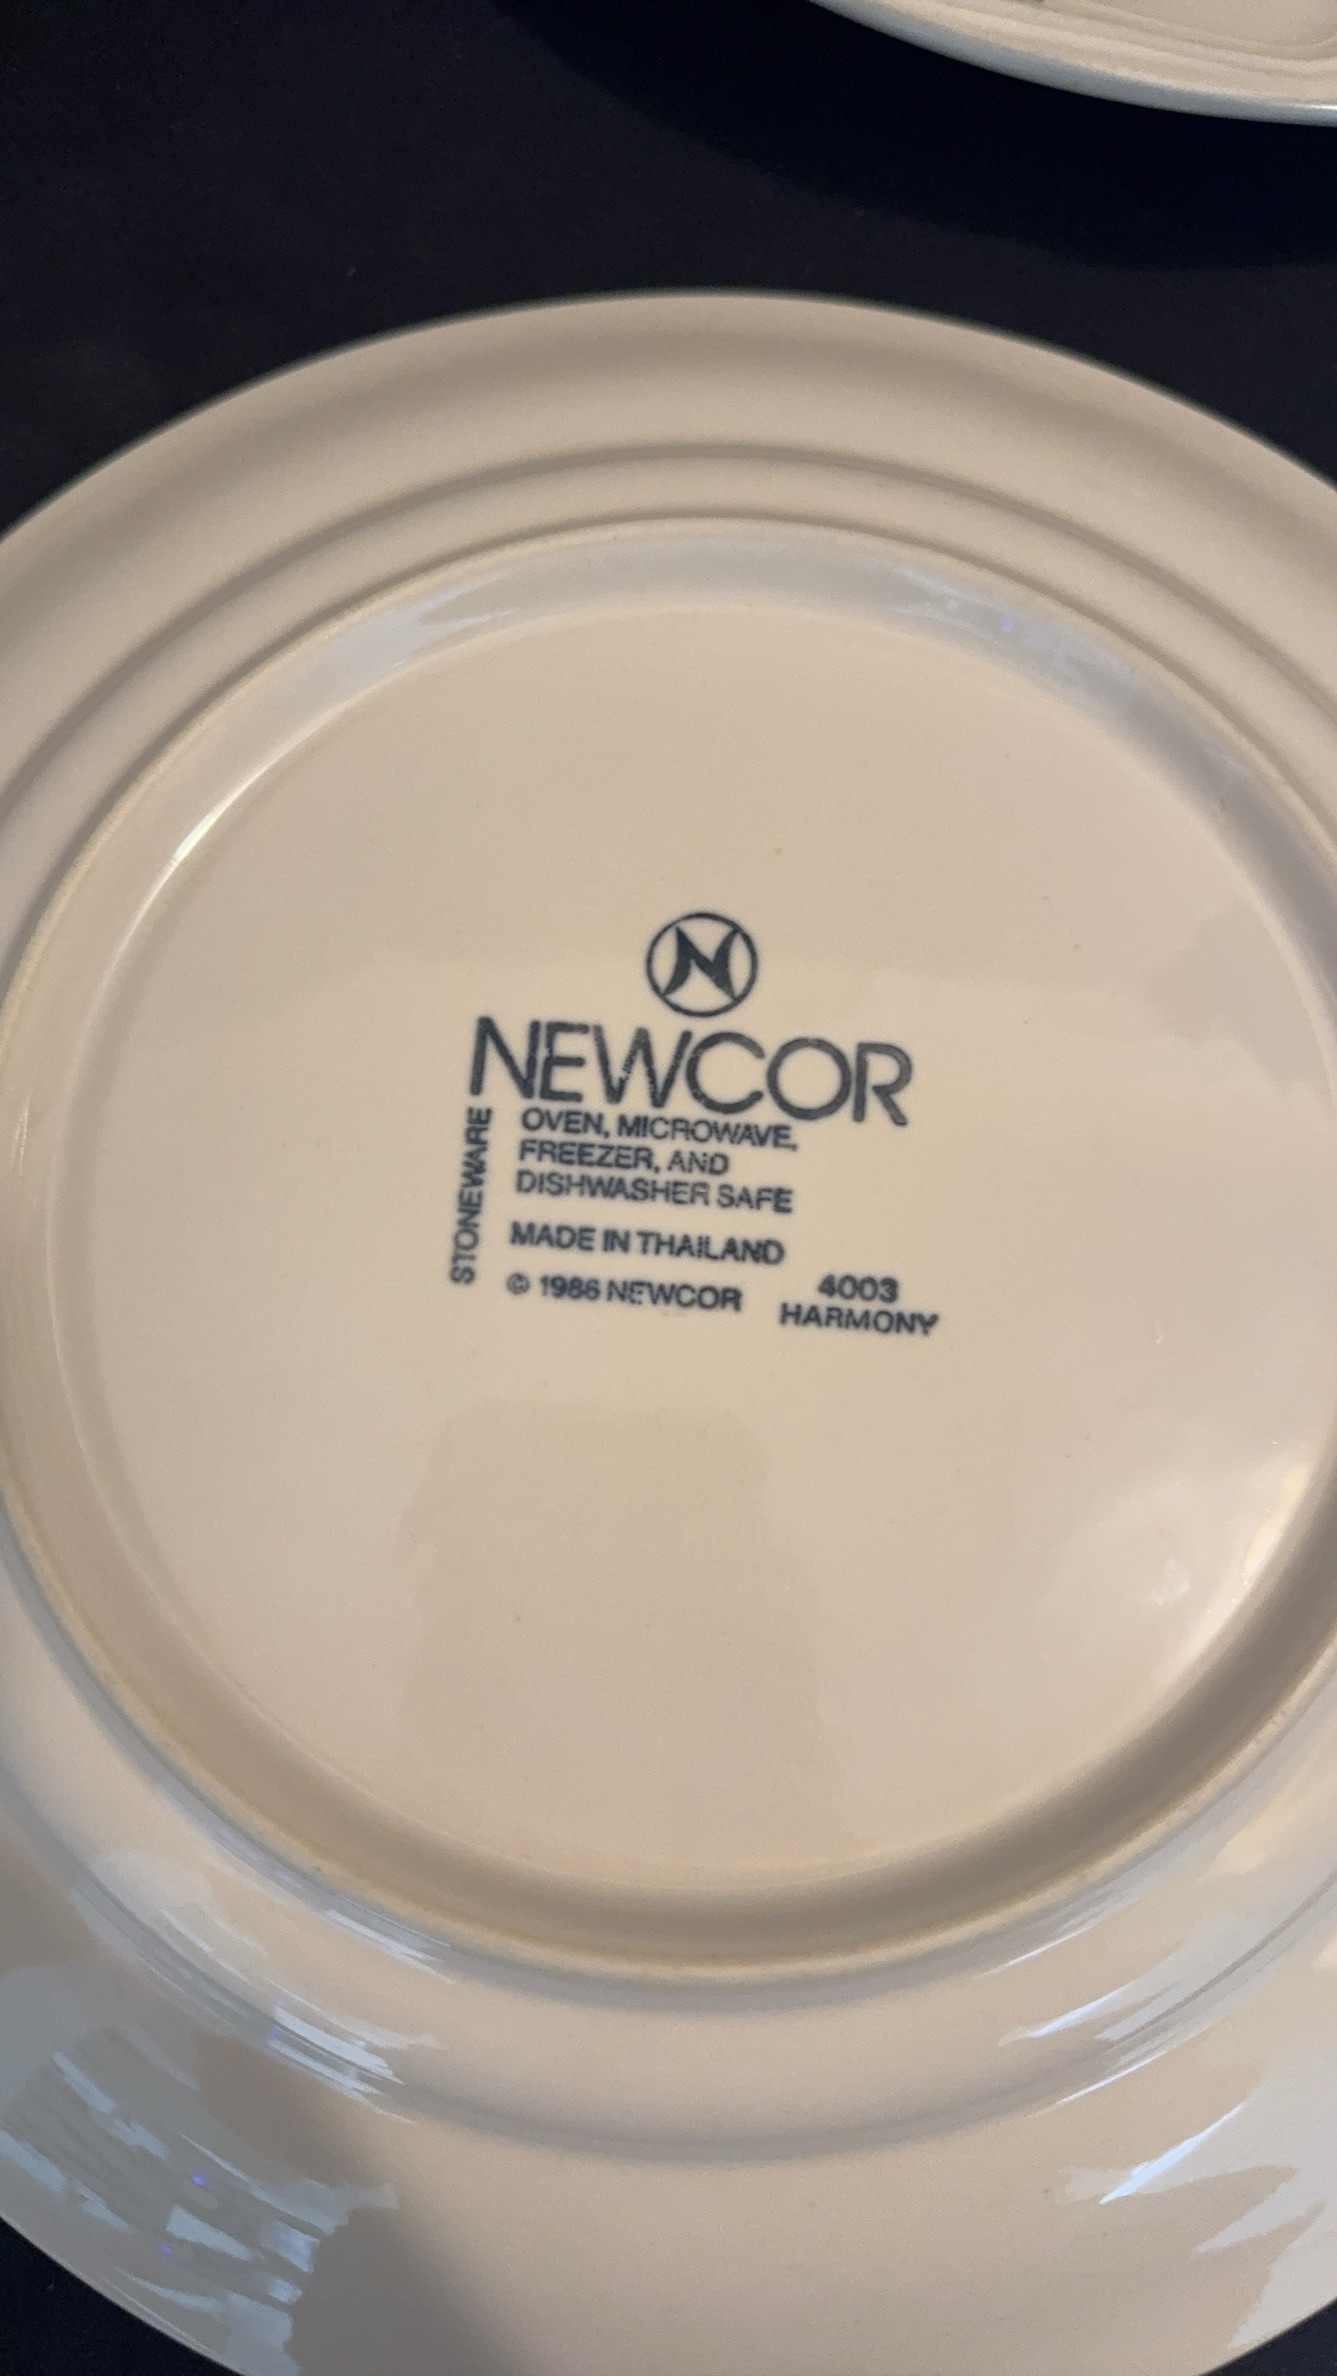 N
NEWCOR
STONEWARE
OVEN, MICROWAVE,
FREEZER, AND
DISHWASHER SAFE
MADE IN THAILAND
© 1986 NEWCOR
4003
HARMONY